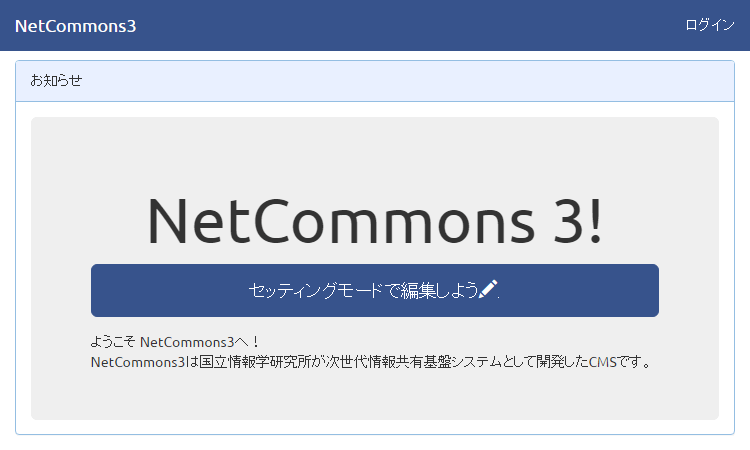 NetCommons3
ログイン
お知らせ
NetCommons 3!
セッティングモードで編集しよう.
ようこそ NetCommons3へ！
NetCommons3は国立情報学研究所が次世代情報共有基盤システムとして開発したCMSです。